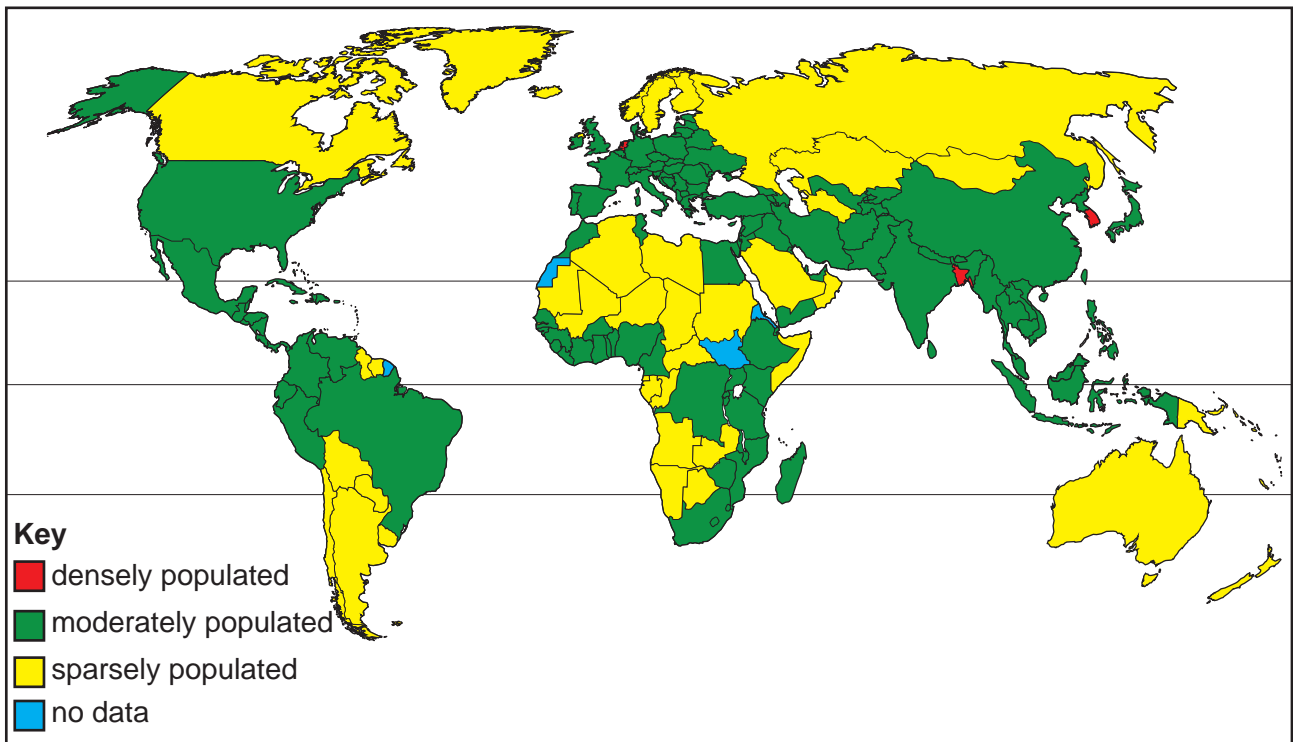 Key
densely populated
moderately populated
sparsely populated
no data